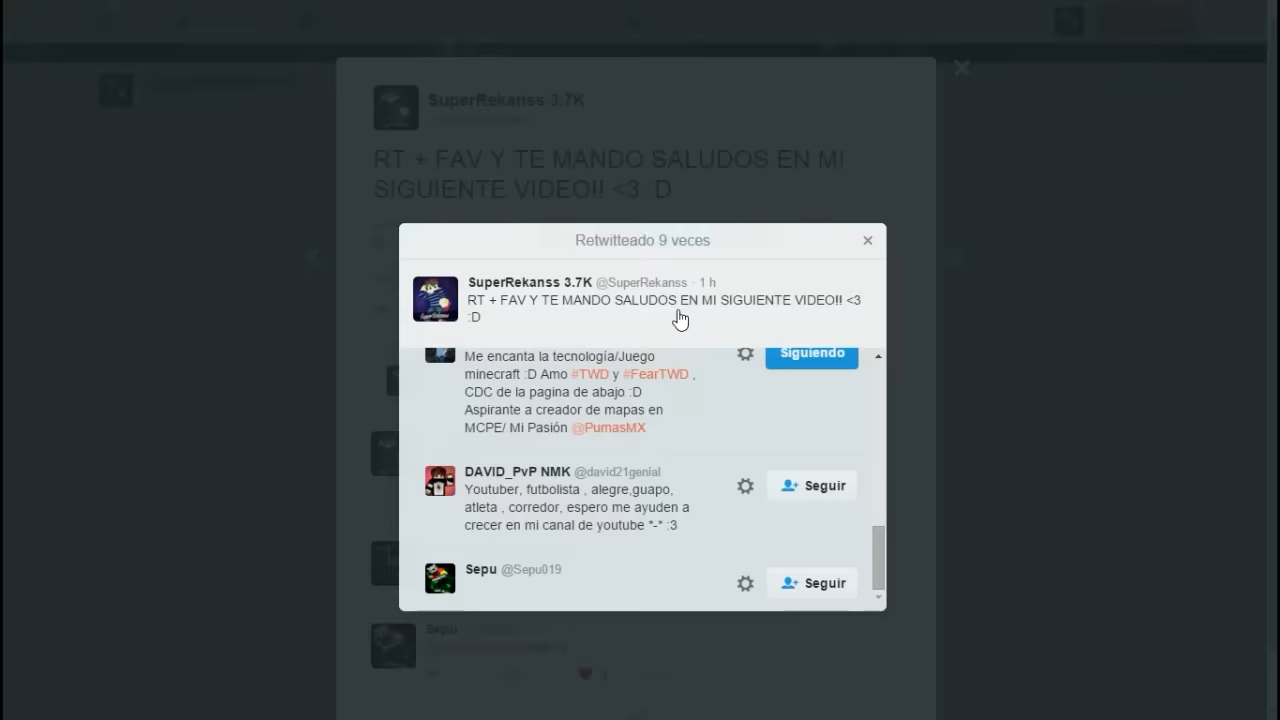 SuperRekanss 3.7K
RT + FAV Y TE MANDO SALUDOS EN MI
SIGUIENTE VIDEO!! <3 :D
Retwitteado 9 veces
SuperRekanss 3.7K @SuperRekanss · 1 h
RT + FAV Y TE MANDO SALUDOS EN MI SIGUIENTE VIDEO!! <3
:D
Me encanta la tecnología/Juego
minecraft :D Amo #TWD y #FearTWD ,
CDC de la pagina de abajo :D
Aspirante a creador de mapas en
MCPE/ Mi Pasión @PumasMX
Siguiendo
DAVID_PvP NMK @david21genial
Youtuber, futbolista , alegre,guapo,
atleta , corredor, espero me ayuden a
crecer en mi canal de youtube *-* :3
Seguir
Sepu @Sepu019
Seguir
Sepu